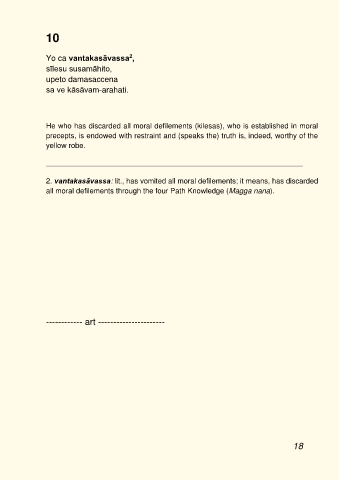 10
Yo ca vantakasāvassa²,
sīlesu susamāhito,
upeto damasaccena
sa ve kāsāvam-arahati.
He who has discarded all moral defilements (kilesas), who is established in moral
precepts, is endowed with restraint and (speaks the) truth is, indeed, worthy of the
yellow robe.
2. vantakasāvassa: lit., has vomited all moral defilements; it means, has discarded
all moral defilements through the four Path Knowledge (Magga nana).
------------ art ----------------------
18